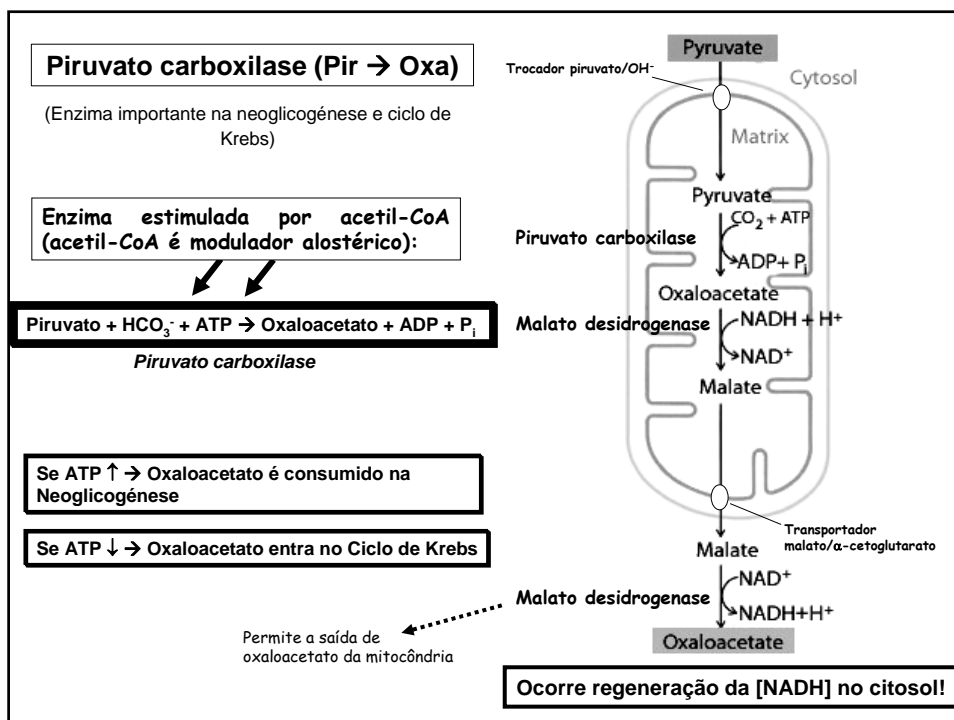 Piruvato carboxilase (Pir → Oxa)
(Enzima importante na neoglicogénese e ciclo de
Krebs)
Enzima estimulada por acetil-CoA
(acetil-CoA é modulador alostérico):
Piruvato + HCO₃⁻ + ATP → Oxaloacetato + ADP + Pᵢ
Piruvato carboxilase
Se ATP ↑ → Oxaloacetato é consumido na
Neoglicogénese
Se ATP ↓ → Oxaloacetato entra no Ciclo de Krebs
Permite a saída de
oxaloacetato da mitocôndria
Pyruvate
Trocador piruvato/OH⁻
Cytosol
Matrix
Pyruvate
CO₂ + ATP
Piruvato carboxilase
ADP+ Pᵢ
Oxaloacetate
Malato desidrogenase
NADH + H⁺
NAD⁺
Malate
Transportador
malato/α-cetoglutarato
Malate
NAD⁺
Malato desidrogenase
NADH+H⁺
Oxaloacetate
Ocorre regeneração da [NADH] no citosol!